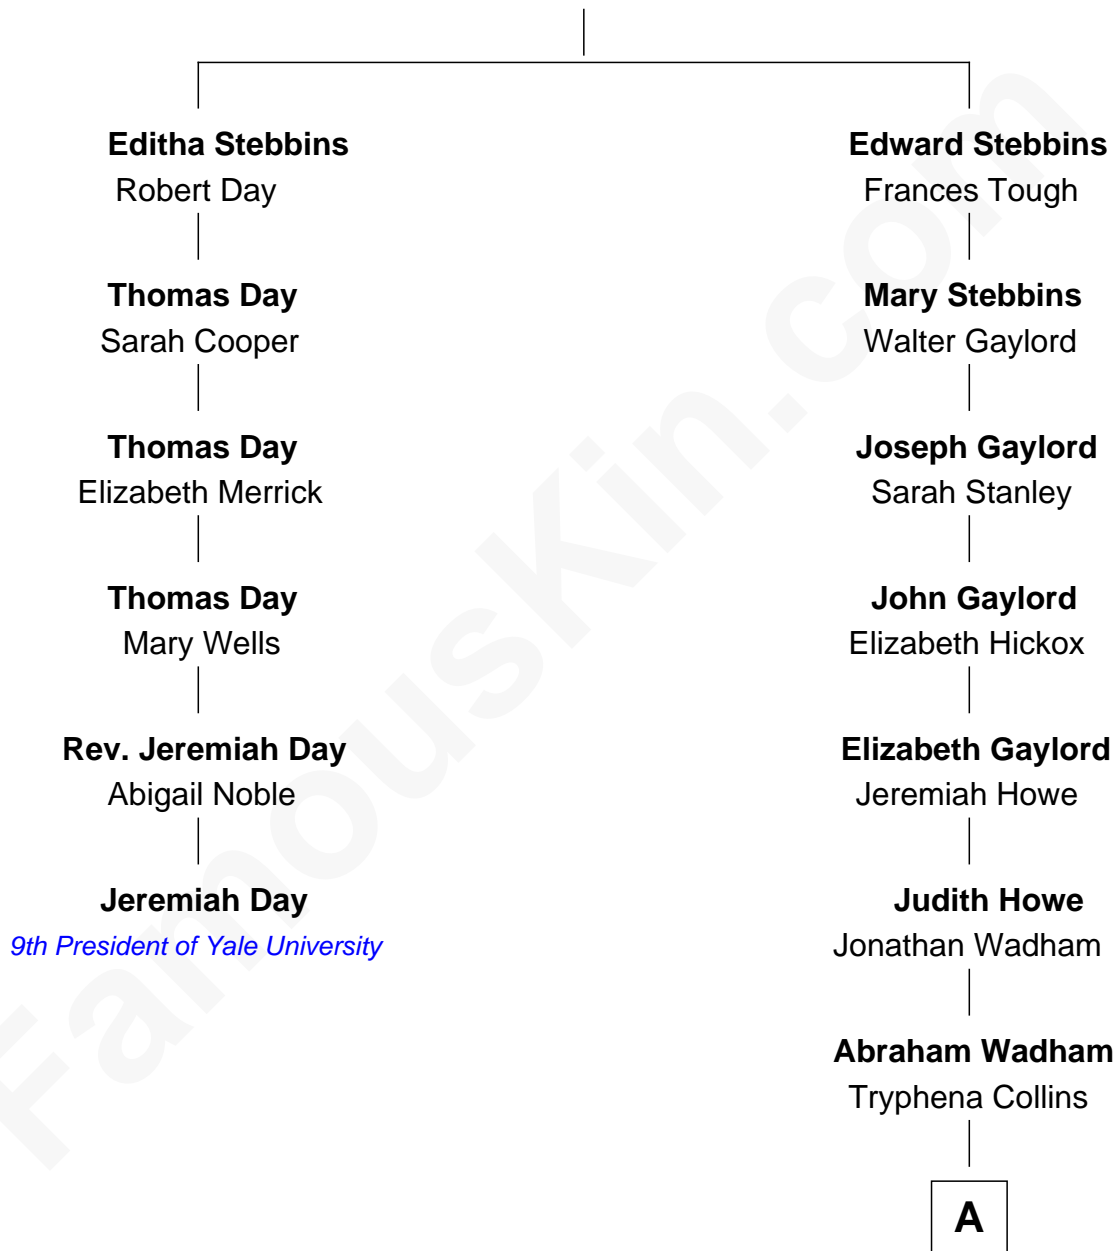 Editha Stebbins
Robert Day
Thomas Day
Sarah Cooper
Thomas Day
Elizabeth Merrick
Thomas Day
Mary Wells
Rev. Jeremiah Day
Abigail Noble
Jeremiah Day
9th President of Yale University
Edward Stebbins
Frances Tough
Mary Stebbins
Walter Gaylord
Joseph Gaylord
Sarah Stanley
John Gaylord
Elizabeth Hickox
Elizabeth Gaylord
Jeremiah Howe
Judith Howe
Jonathan Wadham
Abraham Wadham
Tryphena Collins
A
FamousKin.com